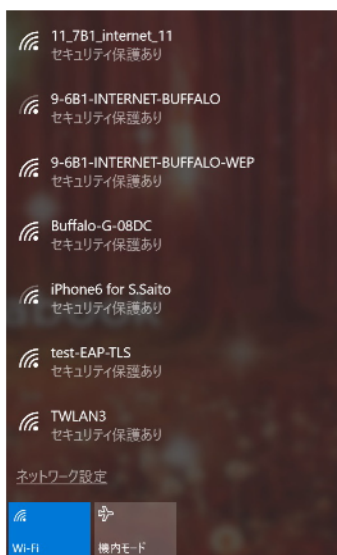 11_7B1_internet_11
セキュリティ保護あり
9-6B1-INTERNET-BUFFALO
セキュリティ保護あり
9-6B1-INTERNET-BUFFALO-WEP
セキュリティ保護あり
Buffalo-G-08DC
セキュリティ保護あり
iPhone6 for S.Saito
セキュリティ保護あり
test-EAP-TLS
セキュリティ保護あり
TWLAN3
セキュリティ保護あり
ネットワーク設定
Wi-Fi 機内モード